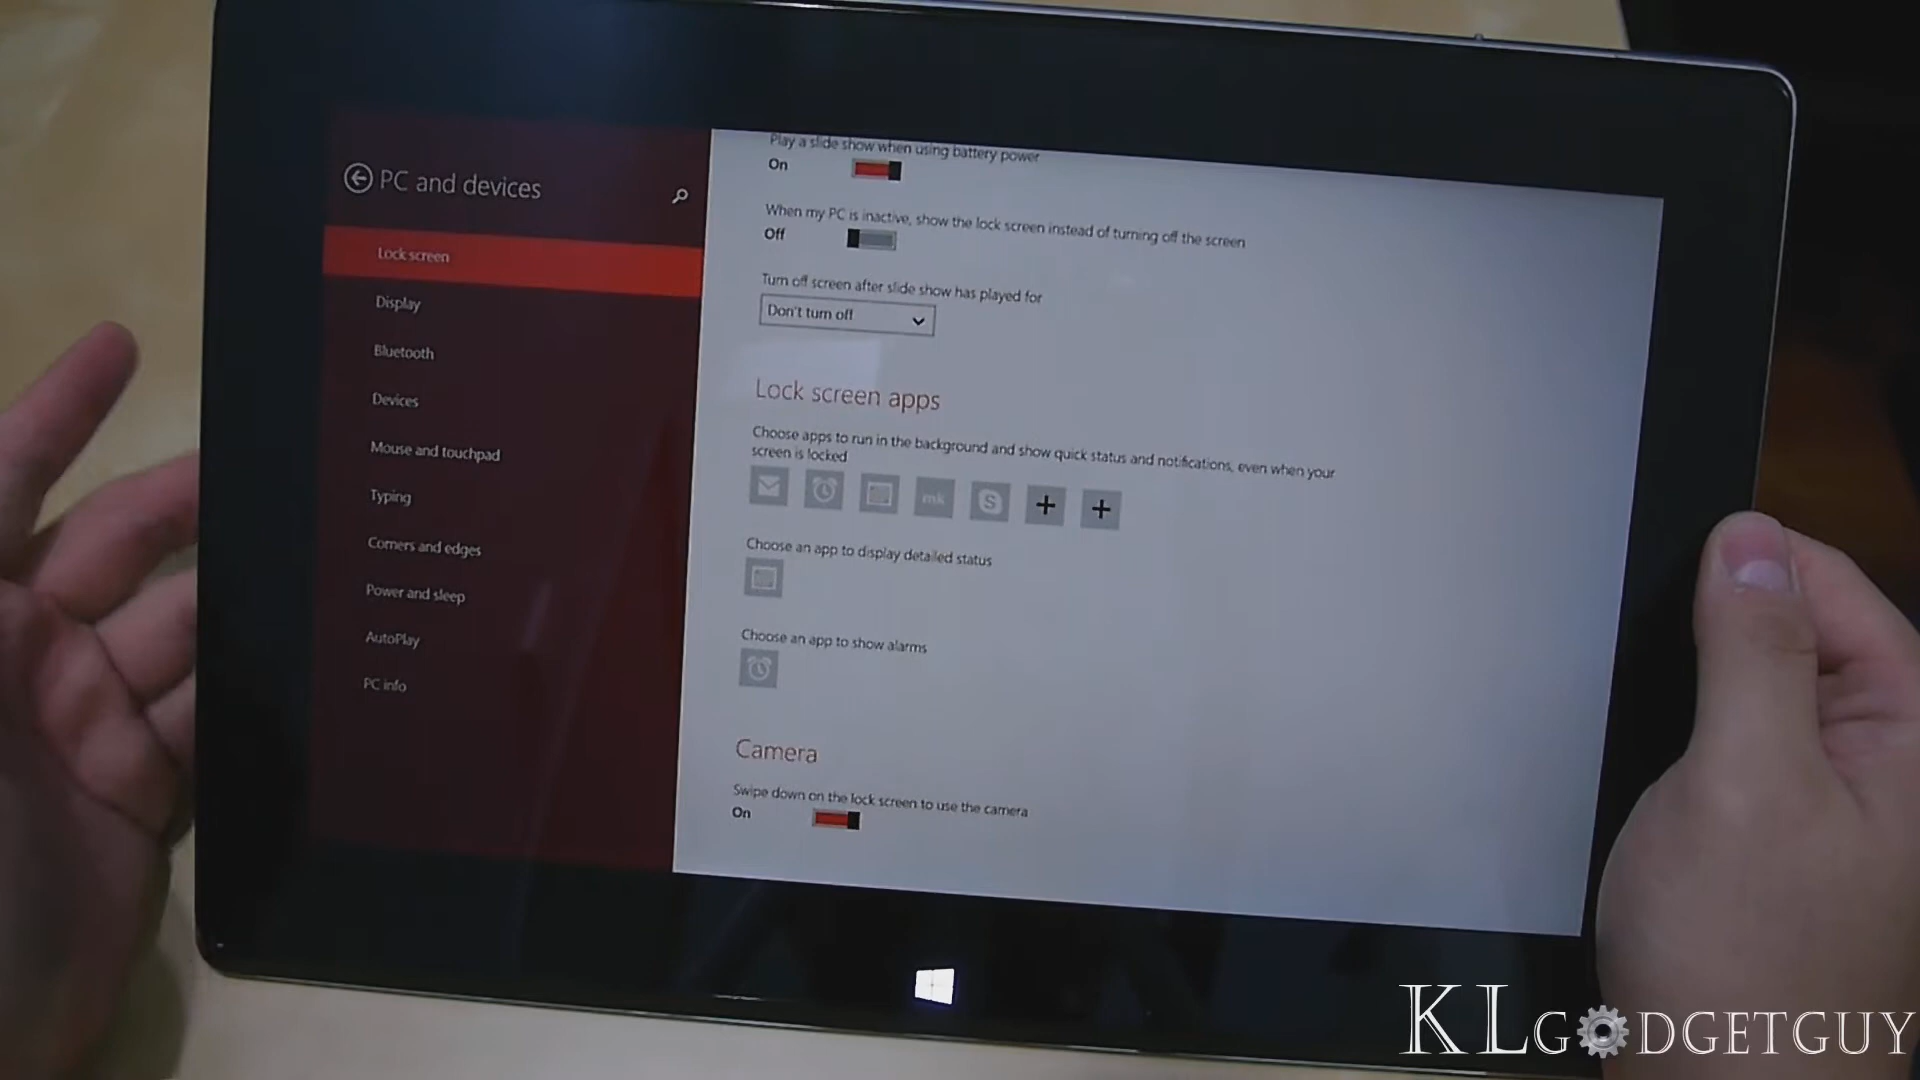 PC and devices
Lock screen
Display
Bluetooth
Devices
Mouse and touchpad
Typing
Corners and edges
Power and sleep
AutoPlay
PC info
Play a slide show when using battery power
On
When my PC is inactive, show the lock screen instead of turning off the screen
Off
Turn off screen after slide show has played for
Don't turn off
Lock screen apps
Choose apps to run in the background and show quick status and notifications, even when your
screen is locked
mk
Choose an app to display detailed status
Choose an app to show alarms
Camera
Swipe down on the lock screen to use the camera
On
KLGODGETGUY